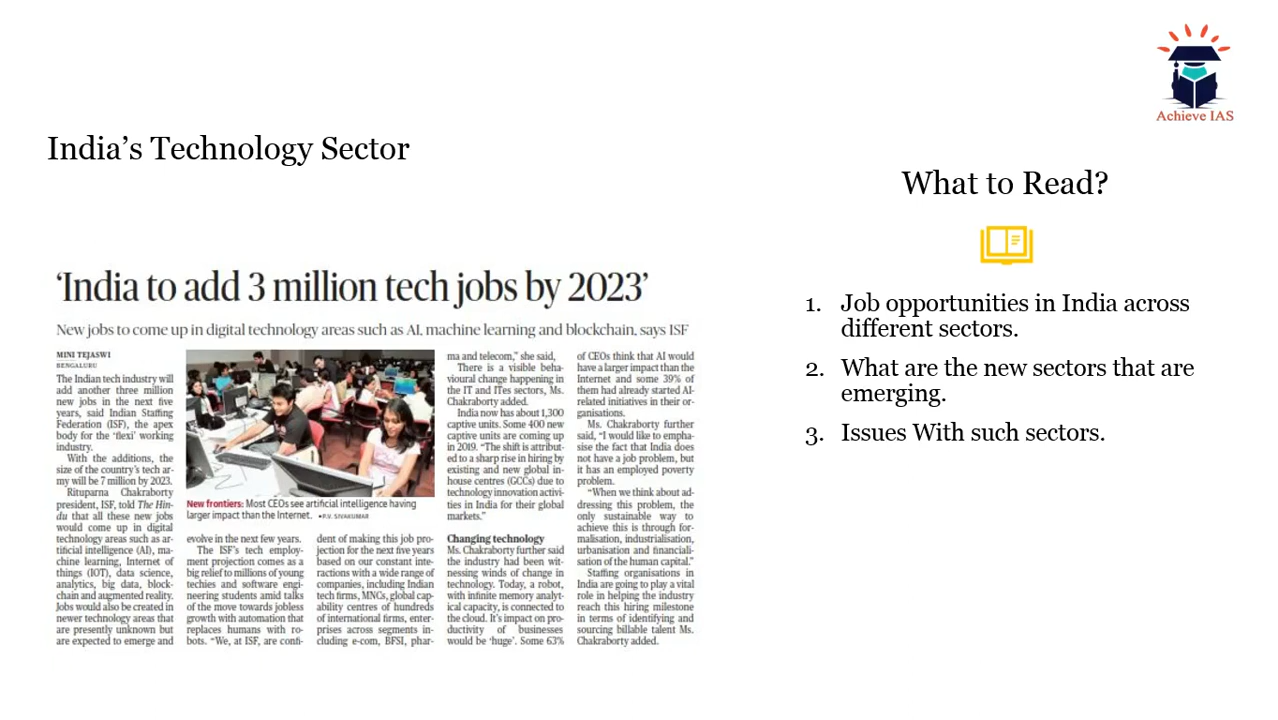 Achieve IAS
India's Technology Sector
What to Read?
1. Job opportunities in India across
different sectors.
2. What are the new sectors that are
emerging.
3. Issues With such sectors.
'India to add 3 million tech jobs by 2023'
New jobs to come up in digital technology areas such as AI, machine learning and blockchain, says ISF
MINI TEJASWI
BENGALURU
The Indian tech industry will
add another three million
new jobs in the next five
years, said Indian Staffing
Federation (ISF), the apex
body for the 'flexi' working
industry.
With the additions, the
size of the country's tech ar-
my will be 7 million by 2023.
Rituparna Chakraborty
president, ISF, told The Hin-
du that all these new jobs
would come up in digital
technology areas such as ar-
tificial intelligence (AI), ma-
chine learning, Internet of
things (IOT), data science,
analytics, big data, block-
chain and augmented reality.
Jobs would also be created in
newer technology areas that
are presently unknown but
are expected to emerge and
New frontiers: Most CEOs see artificial intelligence having
larger impact than the Internet. •P.V. SIVAKUMAR
evolve in the next few years.
The ISF's tech employ-
ment projection comes as a
big relief to millions of young
techies and software engi-
neering students amid talks
of the move towards jobless
growth with automation that
replaces humans with ro-
bots. "We, at ISF, are confi-
dent of making this job pro-
jection for the next five years
based on our constant inte-
ractions with a wide range of
companies, including Indian
tech firms, MNCs, global cap-
ability centres of hundreds
of international firms, enter-
prises across segments in-
cluding e-com, BFSI, phar-
ma and telecom," she said,
There is a visible beha-
vioural change happening in
the IT and ITes sectors, Ms.
Chakraborty added.
India now has about 1,300
captive units. Some 400 new
captive units are coming up
in 2019. "The shift is attribut-
ed to a sharp rise in hiring by
existing and new global in-
house centres (GCCs) due to
technology innovation activi-
ties in India for their global
markets."
Changing technology
Ms. Chakraborty further said
the industry had been wit-
nessing winds of change in
technology. Today, a robot,
with infinite memory analyt-
ical capacity, is connected to
the cloud. It's impact on pro-
ductivity of businesses
would be 'huge'. Some 63%
of CEOs think that AI would
have a larger impact than the
Internet and some 39% of
them had already started AI-
related initiatives in their or-
ganisations.
Ms. Chakraborty further
said, "I would like to empha-
sise the fact that India does
not have a job problem, but
it has an employed poverty
problem.
"When we think about ad-
dressing this problem, the
only sustainable way to
achieve this is through for-
malisation, industrialisation,
urbanisation and financiali-
sation of the human capital."
Staffing organisations in
India are going to play a vital
role in helping the industry
reach this hiring milestone
in terms of identifying and
sourcing billable talent Ms.
Chakraborty added.